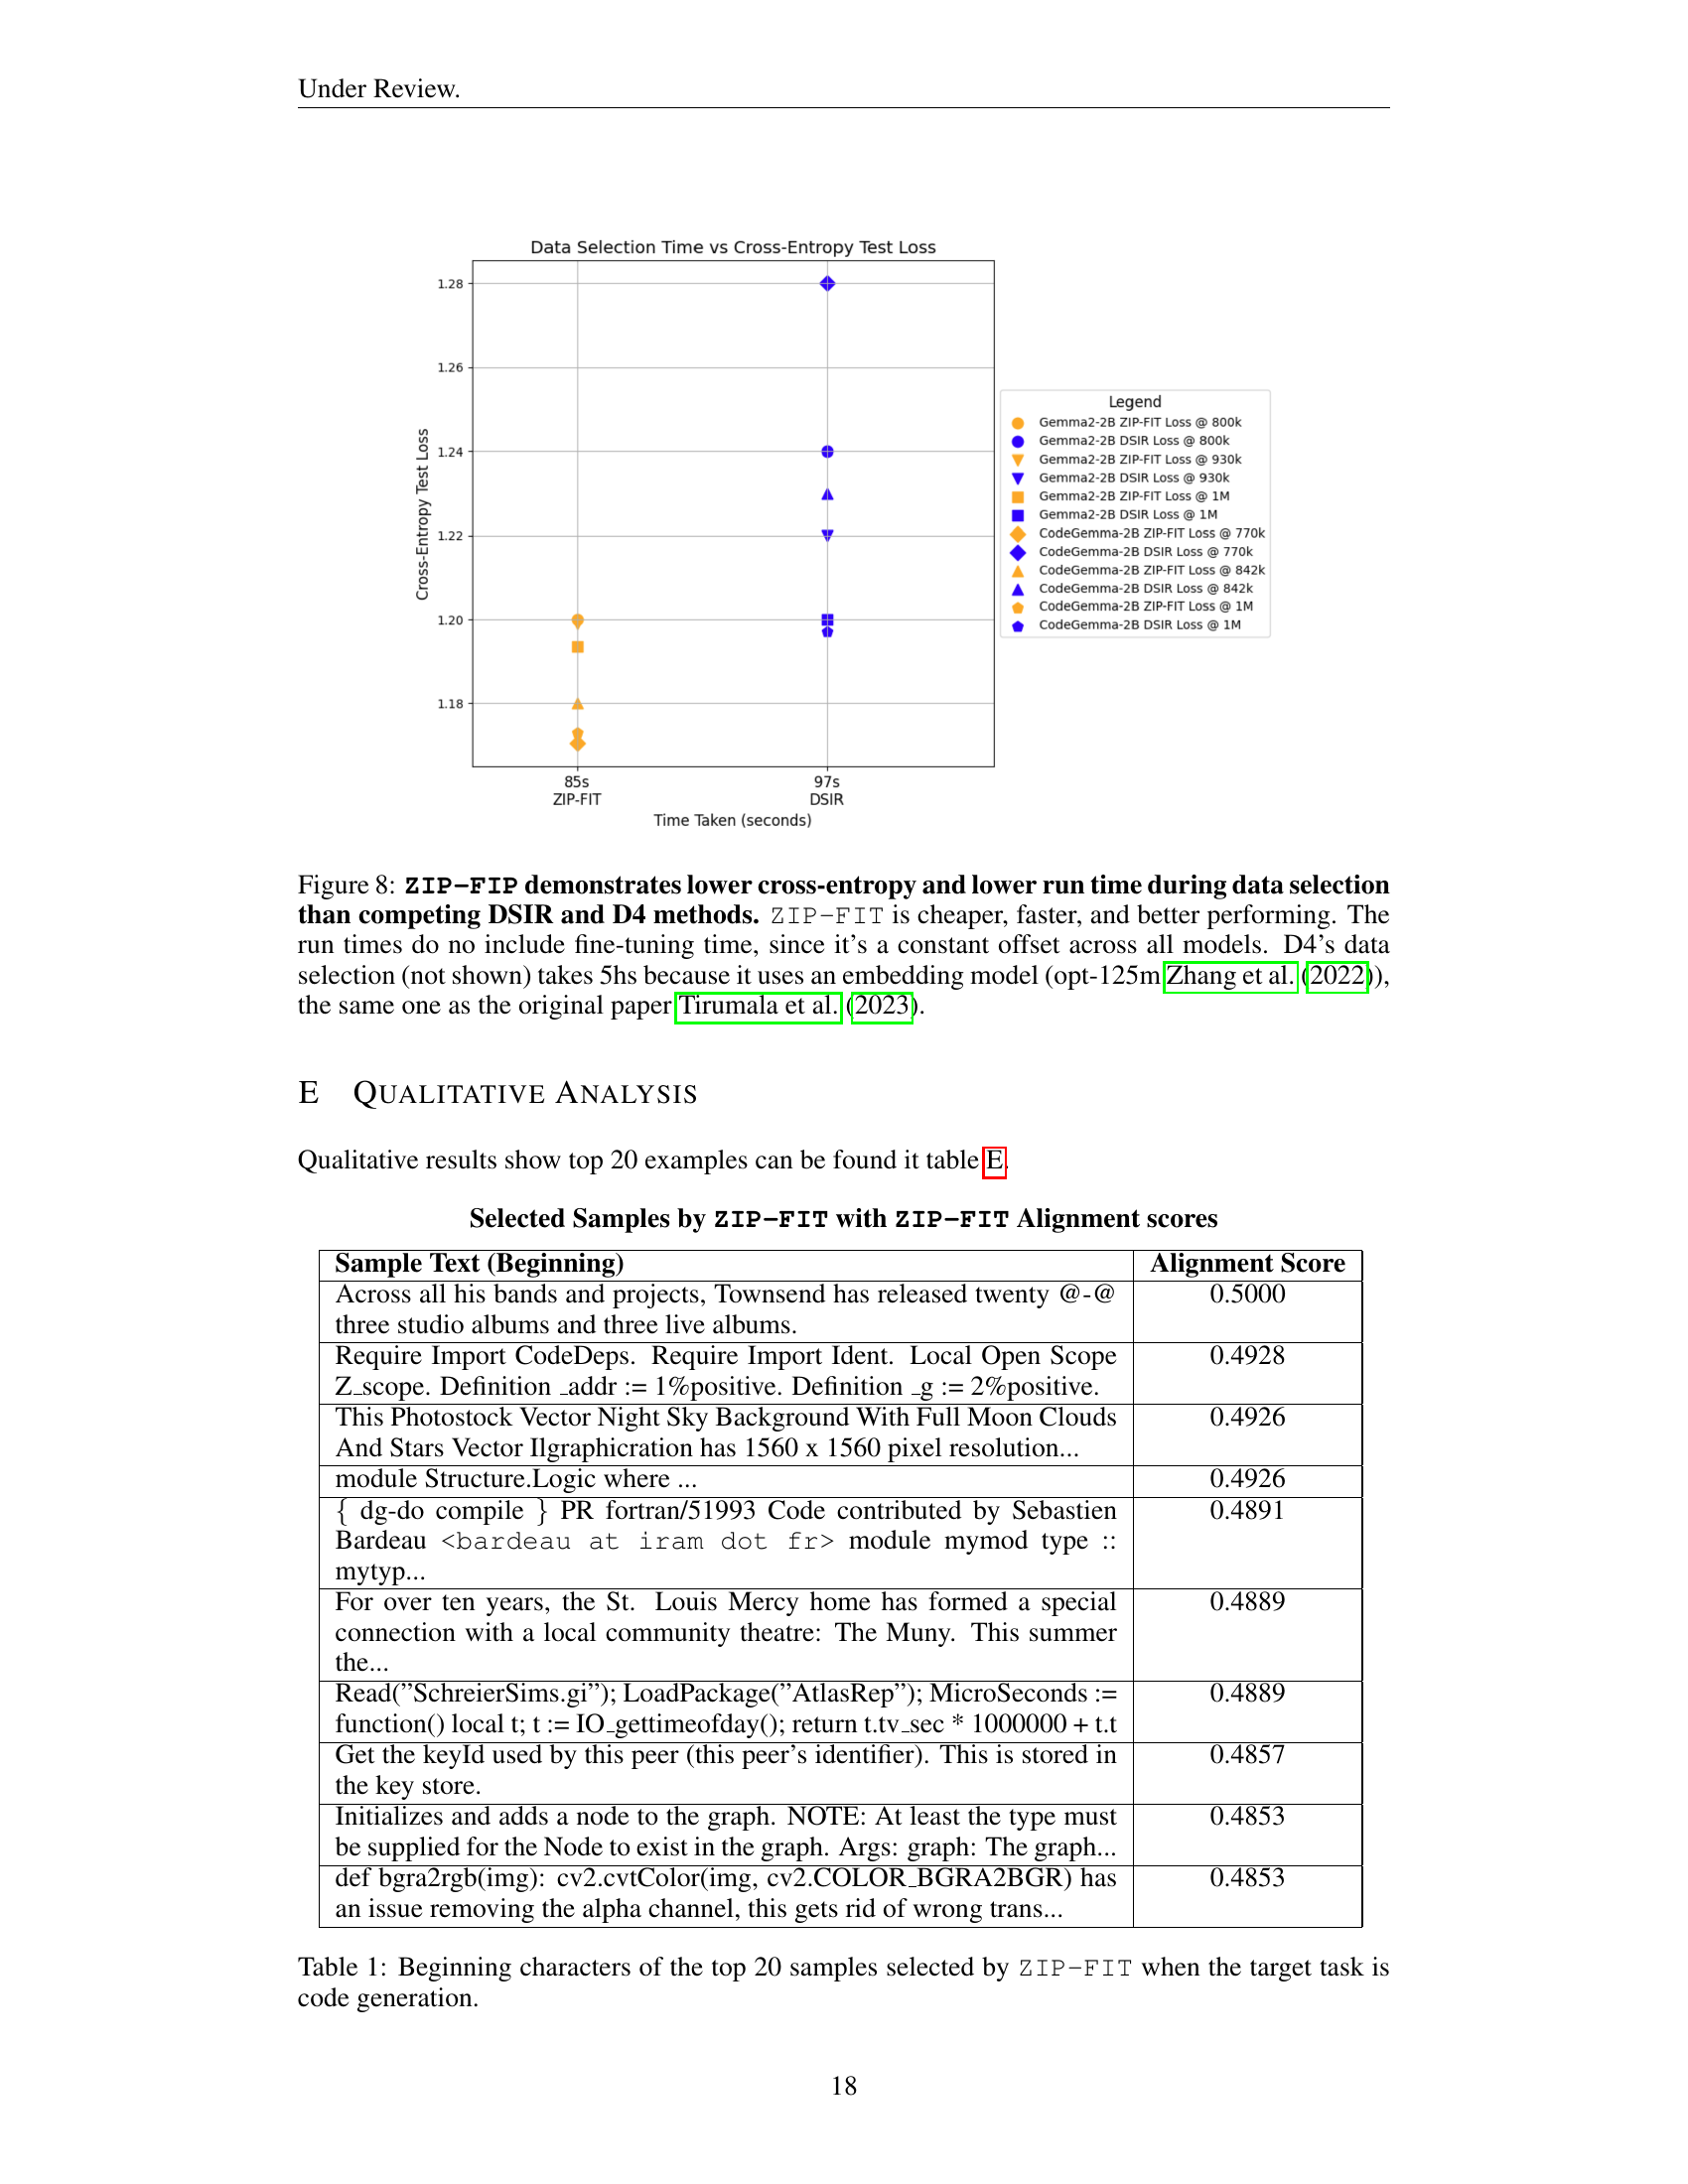 Under Review.
Data Selection Time vs Cross-Entropy Test Loss
1.28
1.26
1.24
1.22
1.20
1.18
Cross-Entropy Test Loss
85s
ZIP-FIT
97s
DSIR
Time Taken (seconds)
Legend
Gemma2-2B ZIP-FIT Loss @ 800k
Gemma2-2B DSIR Loss @ 800k
Gemma2-2B ZIP-FIT Loss @ 930k
Gemma2-2B DSIR Loss @ 930k
Gemma2-2B ZIP-FIT Loss @ 1M
Gemma2-2B DSIR Loss @ 1M
CodeGemma-2B ZIP-FIT Loss @ 770k
CodeGemma-2B DSIR Loss @ 770k
CodeGemma-2B ZIP-FIT Loss @ 842k
CodeGemma-2B DSIR Loss @ 842k
CodeGemma-2B ZIP-FIT Loss @ 1M
CodeGemma-2B DSIR Loss @ 1M
Figure 8: ZIP-FIP demonstrates lower cross-entropy and lower run time during data selection
than competing DSIR and D4 methods. ZIP-FIT is cheaper, faster, and better performing. The
run times do no include fine-tuning time, since it's a constant offset across all models. D4's data
selection (not shown) takes 5hs because it uses an embedding model (opt-125m Zhang et al. (2022)),
the same one as the original paper Tirumala et al. (2023).
E QUALITATIVE ANALYSIS
Qualitative results show top 20 examples can be found it table E.
Selected Samples by ZIP-FIT with ZIP-FIT Alignment scores
Sample Text (Beginning) Alignment Score
Across all his bands and projects, Townsend has released twenty @-@ 0.5000
three studio albums and three live albums.
Require Import CodeDeps. Require Import Ident. Local Open Scope 0.4928
Z_scope. Definition _addr := 1%positive. Definition _g := 2%positive.
This Photostock Vector Night Sky Background With Full Moon Clouds 0.4926
And Stars Vector Ilgraphicration has 1560 x 1560 pixel resolution...
module Structure.Logic where ... 0.4926
{ dg-do compile } PR fortran/51993 Code contributed by Sebastien 0.4891
Bardeau <bardeau at iram dot fr> module mymod type ::
mytyp...
For over ten years, the St. Louis Mercy home has formed a special 0.4889
connection with a local community theatre: The Muny. This summer
the...
Read("SchreierSims.gi"); LoadPackage("AtlasRep"); MicroSeconds := 0.4889
function() local t; t := IO_gettimeofday(); return t.tv_sec * 1000000 + t.t
Get the keyId used by this peer (this peer's identifier). This is stored in 0.4857
the key store.
Initializes and adds a node to the graph. NOTE: At least the type must 0.4853
be supplied for the Node to exist in the graph. Args: graph: The graph...
def bgra2rgb(img): cv2.cvtColor(img, cv2.COLOR_BGRA2BGR) has 0.4853
an issue removing the alpha channel, this gets rid of wrong trans...
Table 1: Beginning characters of the top 20 samples selected by ZIP-FIT when the target task is
code generation.
18